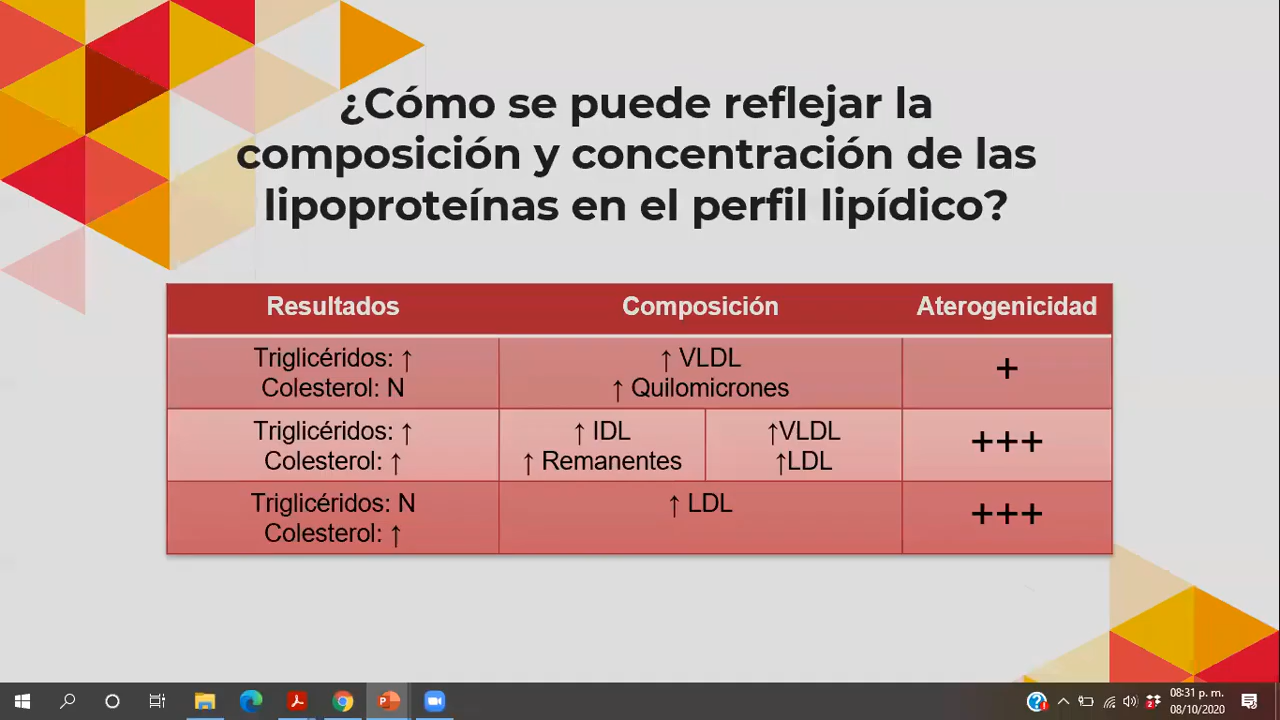 ¿Cómo se puede reflejar la
composición y concentración de las
lipoproteínas en el perfil lipídico?
Resultados Composición Aterogenicidad
Triglicéridos: ↑
Colesterol: N
↑ VLDL
↑ Quilomicrones
+
Triglicéridos: ↑
Colesterol: ↑
↑ IDL
↑ Remanentes
↑VLDL
↑LDL
+++
Triglicéridos: N
Colesterol: ↑
↑ LDL
+++
08:31 p. m.
08/10/2020